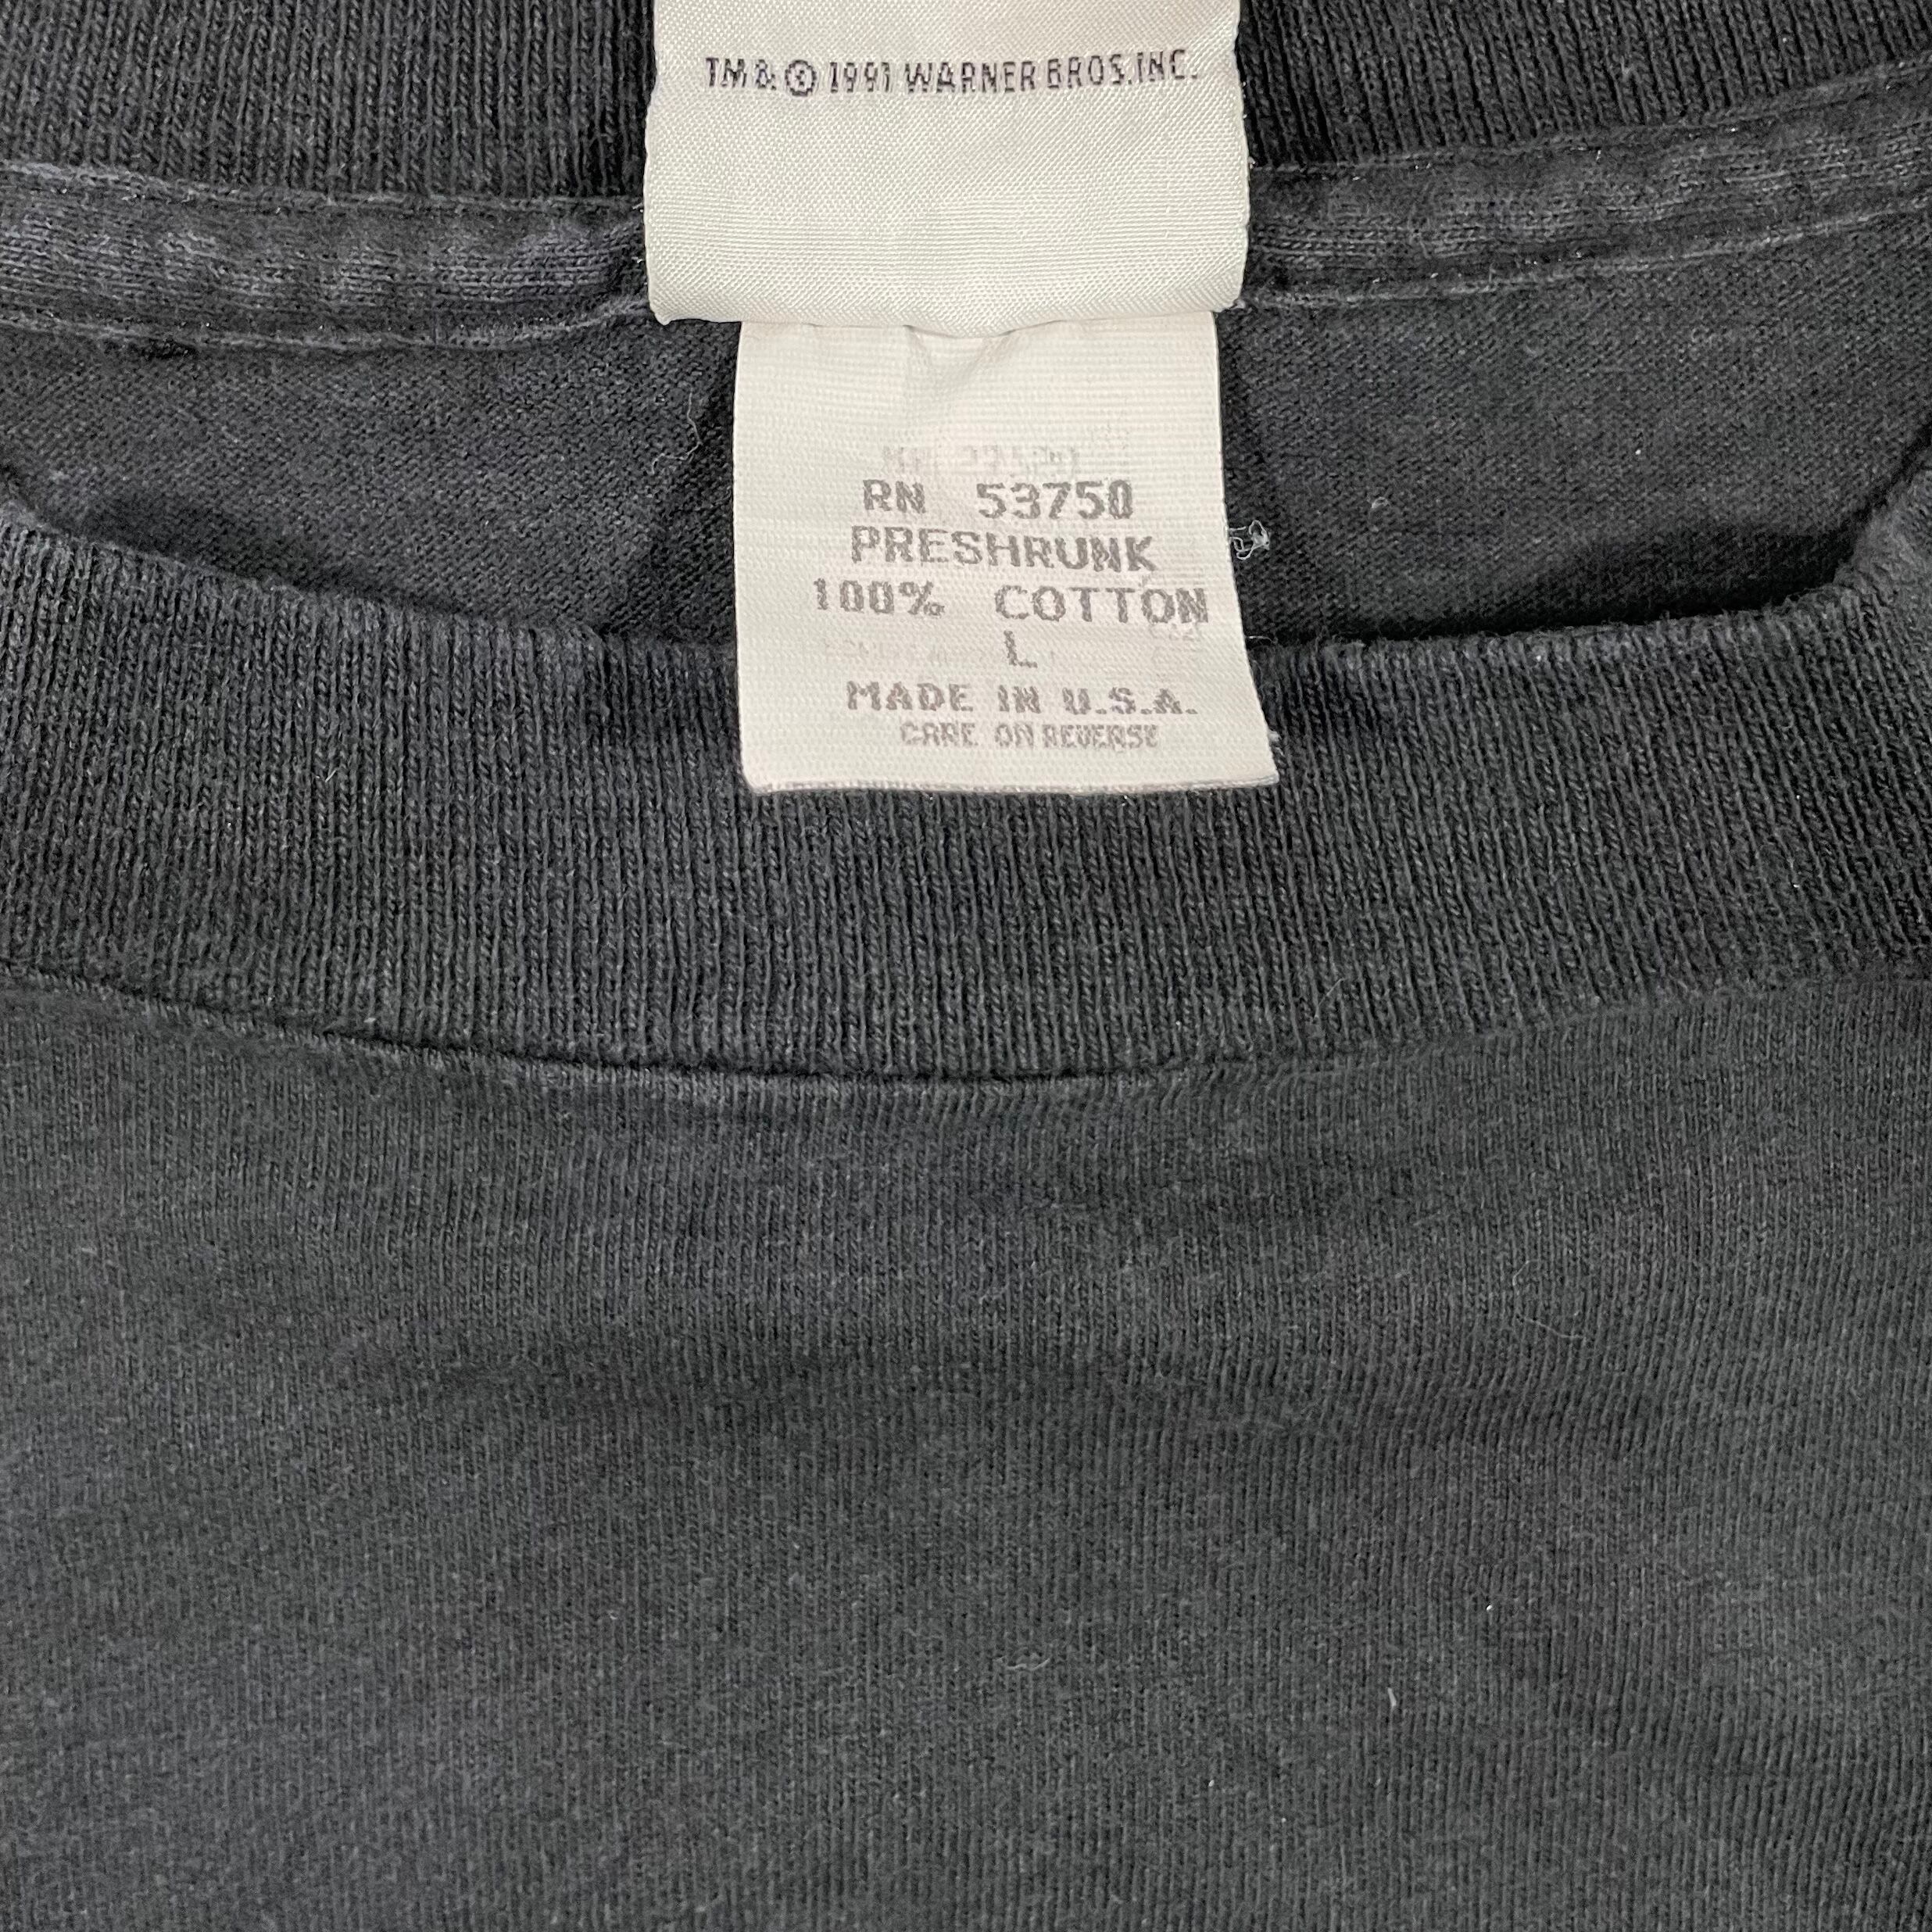 TM & © 1991 WARNER BROS. INC.
RN 53750
PRESHRUNK
100% COTTON
L
MADE IN U.S.A.
CARE ON REVERSE